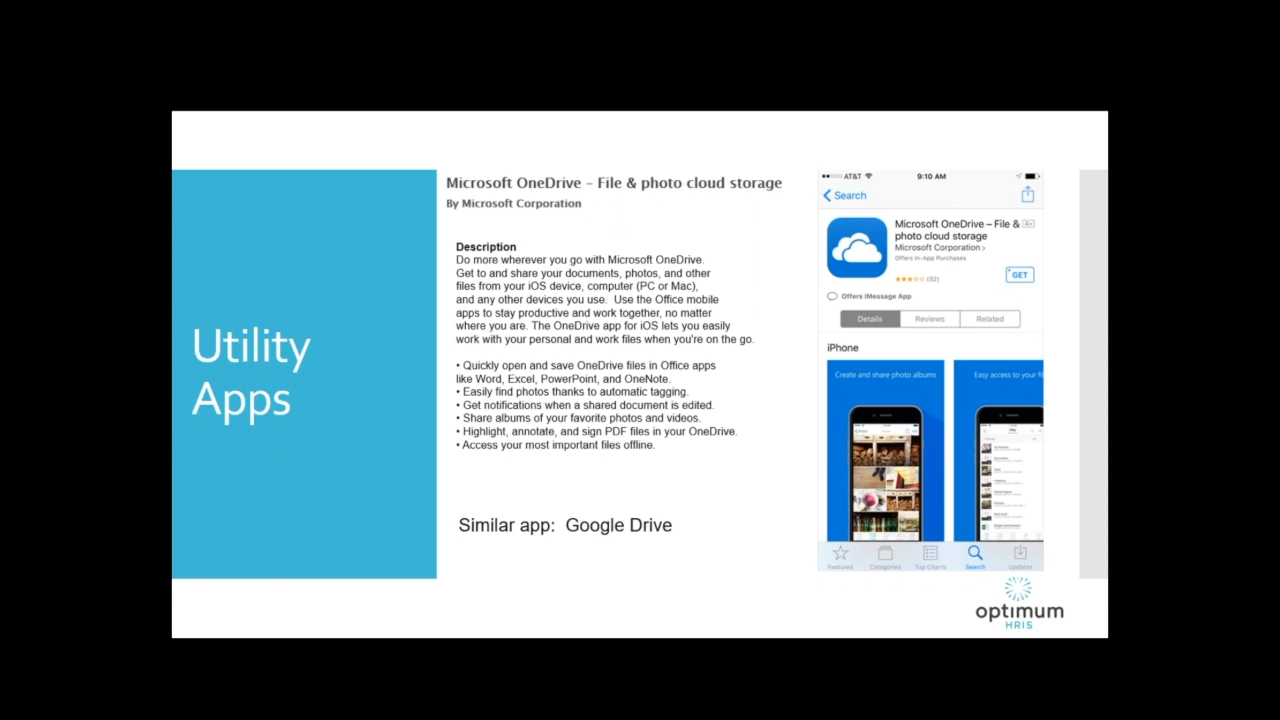 Utility
Apps
Microsoft OneDrive – File & photo cloud storage
By Microsoft Corporation
Description
Do more wherever you go with Microsoft OneDrive.
Get to and share your documents, photos, and other
files from your iOS device, computer (PC or Mac),
and any other devices you use.  Use the Office mobile
apps to stay productive and work together, no matter
where you are. The OneDrive app for iOS lets you easily
work with your personal and work files when you're on the go.
• Quickly open and save OneDrive files in Office apps
like Word, Excel, PowerPoint, and OneNote.
• Easily find photos thanks to automatic tagging.
• Get notifications when a shared document is edited.
• Share albums of your favorite photos and videos.
• Highlight, annotate, and sign PDF files in your OneDrive.
• Access your most important files offline.
Similar app:  Google Drive
AT&T 9:10 AM
Search
Microsoft OneDrive – File & 4+
photo cloud storage
Microsoft Corporation >
Offers In-App Purchases
★★★☆☆ (32)
+ GET
Offers iMessage App
Details Reviews Related
iPhone
Create and share photo albums
Easy access to your fil
Featured Categories Top Charts Search Updates
optimum
HRIS